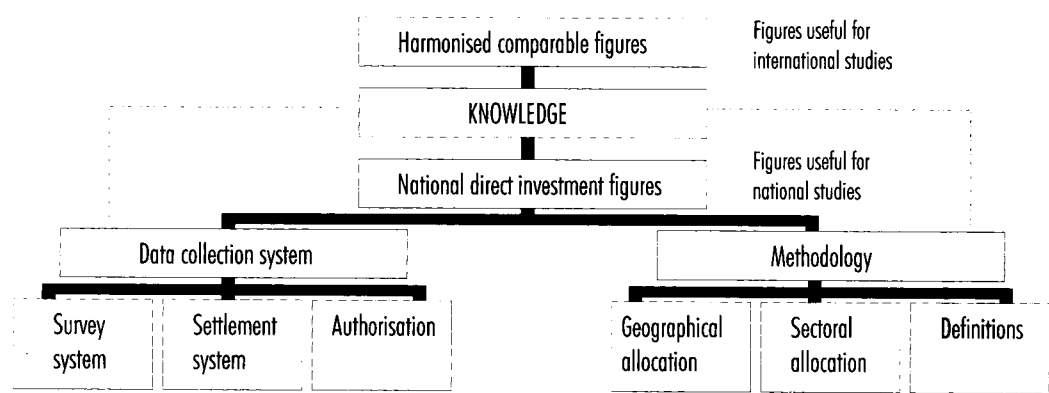 Harmonised comparable figures
Figures useful for
international studies
KNOWLEDGE
National direct investment figures
Figures useful for
national studies
Data collection system
Methodology
Survey
system
Settlement
system
Authorisation
Geographical
allocation
Sectoral
allocation
Definitions